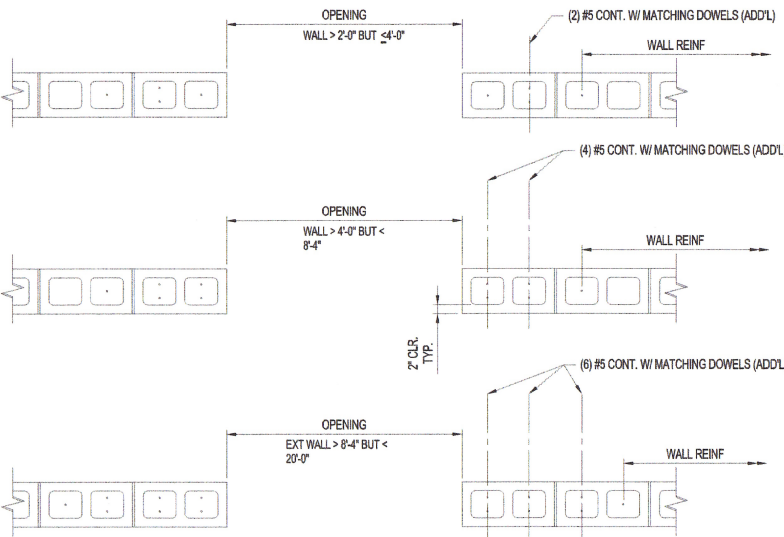 OPENING
(2) #5 CONT. W/ MATCHING DOWELS (ADD'L)
WALL > 2'-0" BUT ≤4'-0"
WALL REINF
(4) #5 CONT. W/ MATCHING DOWELS (ADD'L
OPENING
WALL > 4'-0" BUT <
8'-4"
WALL REINF
2" CLR.
TYP.
(6) #5 CONT. W/ MATCHING DOWELS (ADD'L
OPENING
EXT WALL > 8'-4" BUT <
20'-0"
WALL REINF